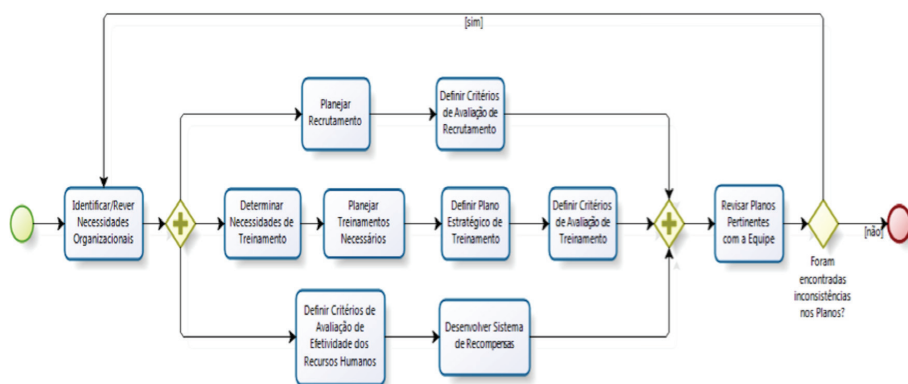 [sim]
Planejar
Recrutamento
Definir Critérios
de Avaliação de
Recrutamento
Identificar/Rever
Necessidades
Organizacionais
Determinar
Necessidades de
Treinamento
Planejar
Treinamentos
Necessários
Definir Plano
Estratégico de
Treinamento
Definir Critérios
de Avaliação de
Treinamento
Revisar Planos
Pertinentes
com a Equipe
[não]
Foram
encontradas
inconsistências
nos Planos?
Definir Critérios de
Avaliação de
Efetividade dos
Recursos Humanos
Desenvolver Sistema
de Recompensas